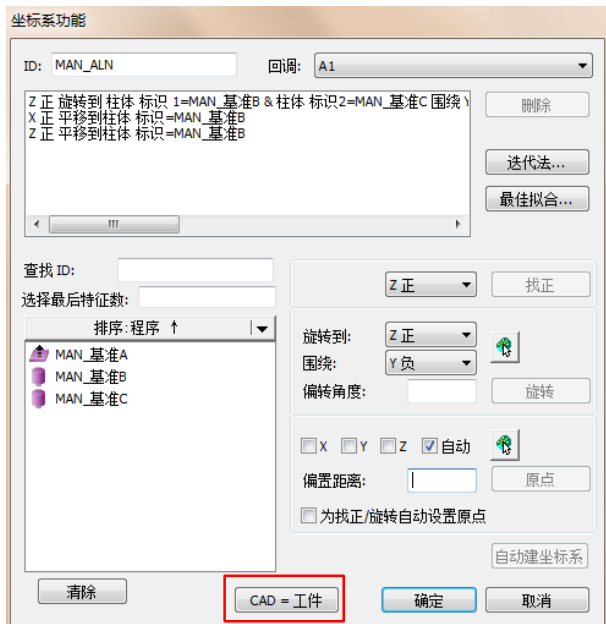 坐标系功能
ID: MAN_ALN 回调: A1
Z 正 旋转到 柱体 标识 1=MAN_基准B & 柱体 标识2=MAN_基准C 围绕 Y
X 正 平移到柱体 标识=MAN_基准B
Z 正 平移到柱体 标识=MAN_基准B
删除
迭代法...
最佳拟合...
查找 ID:
选择最后特征数:
Z 正 找正
排序:程序 ↑
MAN_基准A
MAN_基准B
MAN_基准C
旋转到: Z 正
围绕: Y 负
偏转角度: 旋转
X Y Z 自动
偏置距离: 原点
为找正/旋转自动设置原点
自动建坐标系
清除 CAD = 工件 确定 取消